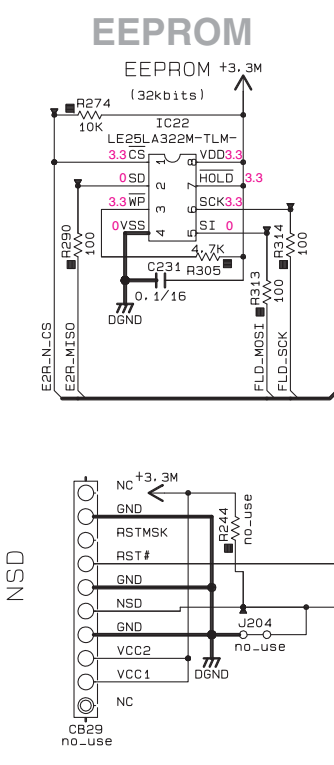 EEPROM
EEPROM +3.3M
(32kbits)
R274
10K
IC22
LE25LA322M-TLM-
3.3 CS 1 8 VDD 3.3
0 SD 2 7 HOLD 3.3
3.3 WP 3 6 SCK 3.3
0 VSS 4 5 SI 0
R290
100
4.7K
R305
C231
0.1/16
DGND
R313
100
R314
100
E2R_N_CS
E2R_MISO
FLD_MOSI
FLD_SCK
NSD
NC +3.3M
GND
RSTMSK
RST#
GND
NSD
GND
VCC2
VCC1
NC
R244
no_use
J204
no_use
DGND
CB29
no_use